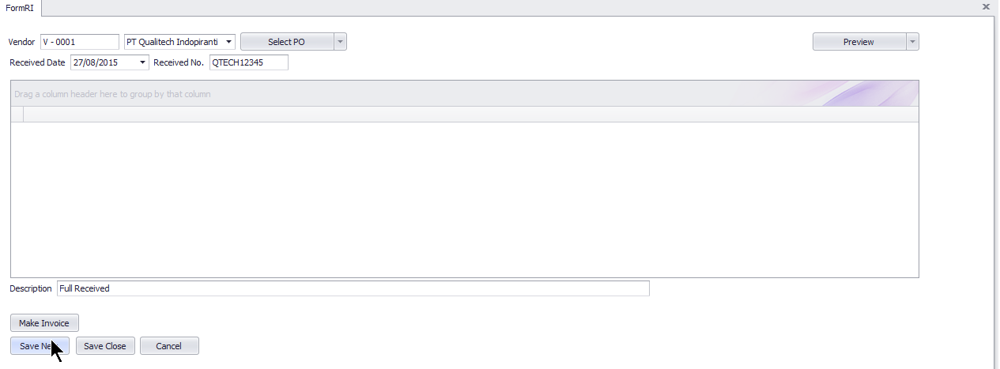 FormRI
Vendor V - 0001 PT Qualitech Indopiranti Select PO Preview
Received Date 27/08/2015 Received No. QTECH12345
Drag a column header here to group by that column
Description Full Received
Make Invoice
Save Ne Save Close Cancel